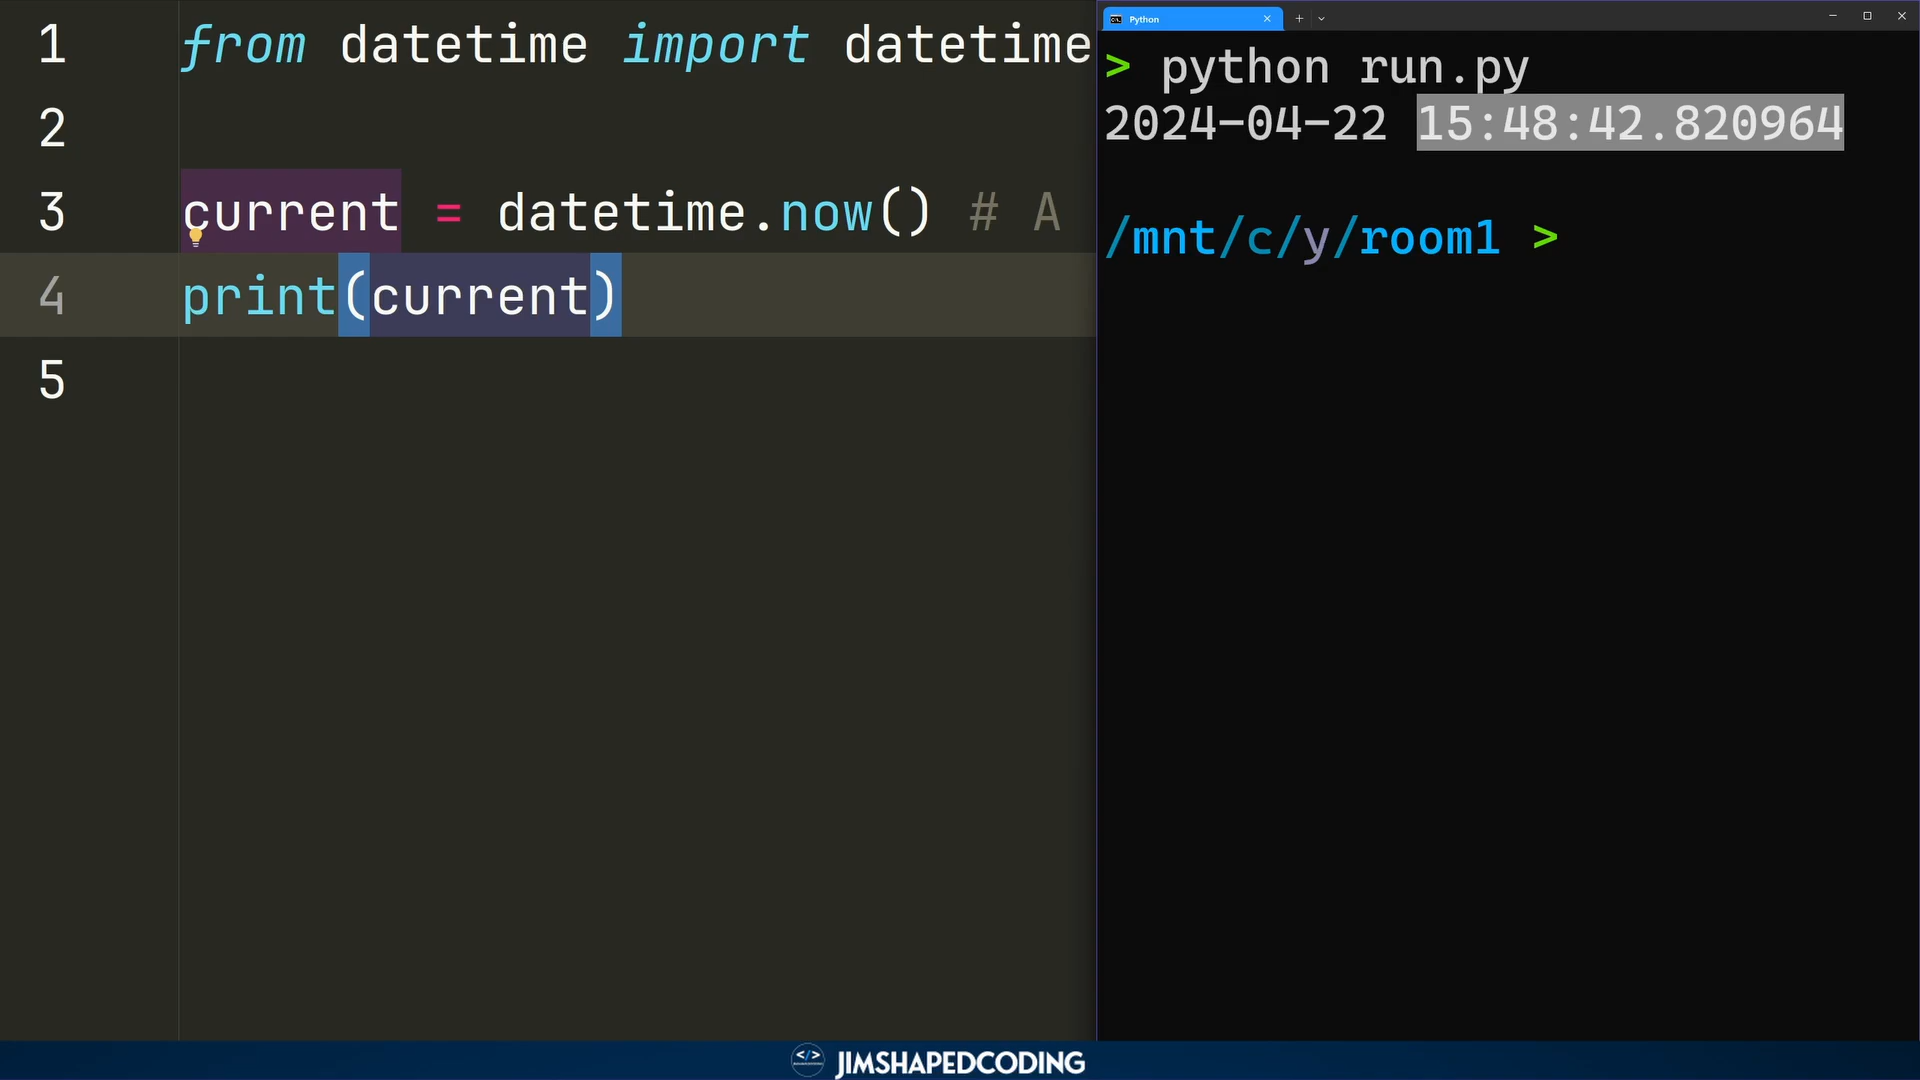 1 from datetime import datetime
2
3 current = datetime.now() # A
4 print(current)
5
Python
> python run.py
2024-04-22 15:48:42.820964
/mnt/c/y/room1 >
</> JIMSHAPEDCODING